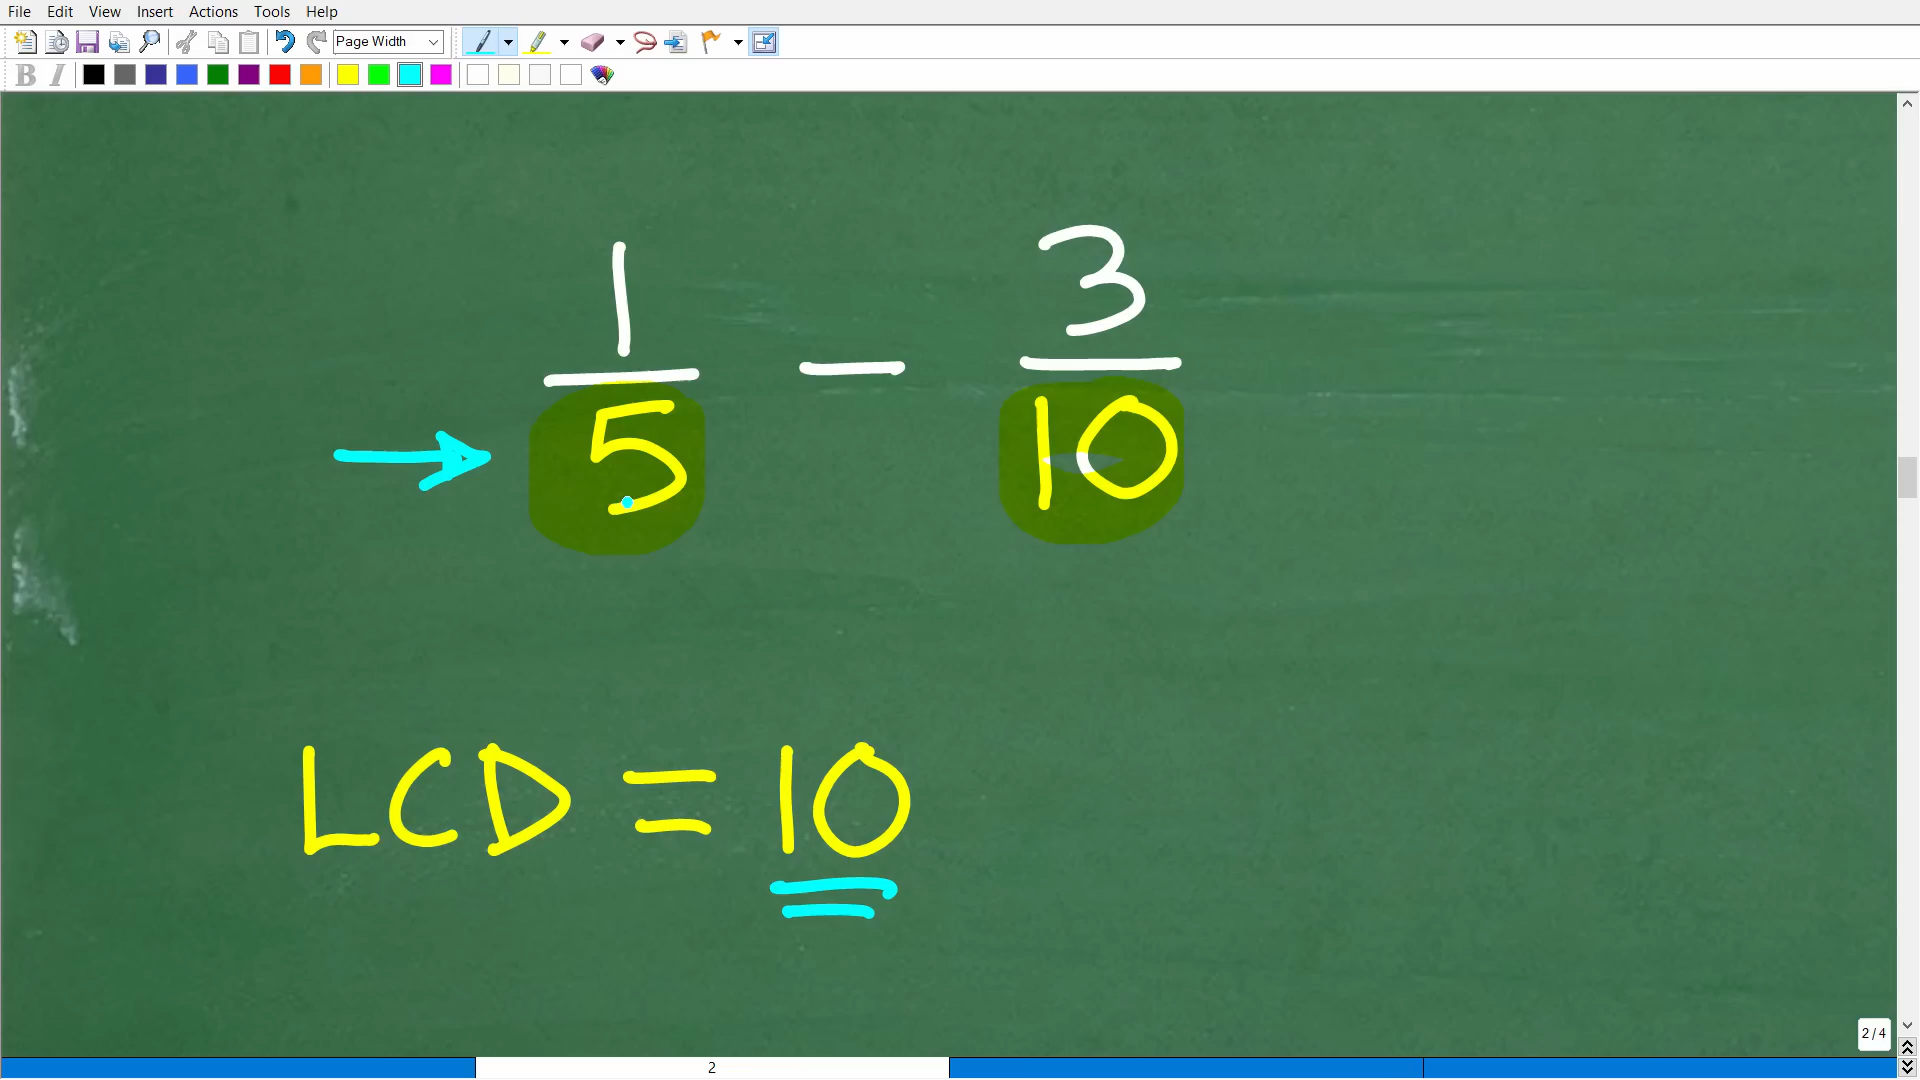 File Edit View Insert Actions Tools Help
Page Width
B I
1/5 — 3/10
LCD = 10
2 / 4
2